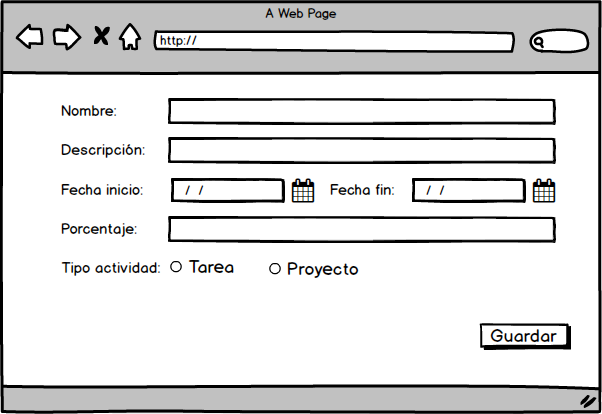 A Web Page
http://
Nombre:
Descripción:
Fecha inicio: / / Fecha fin: / /
Porcentaje:
Tipo actividad: Tarea Proyecto
Guardar